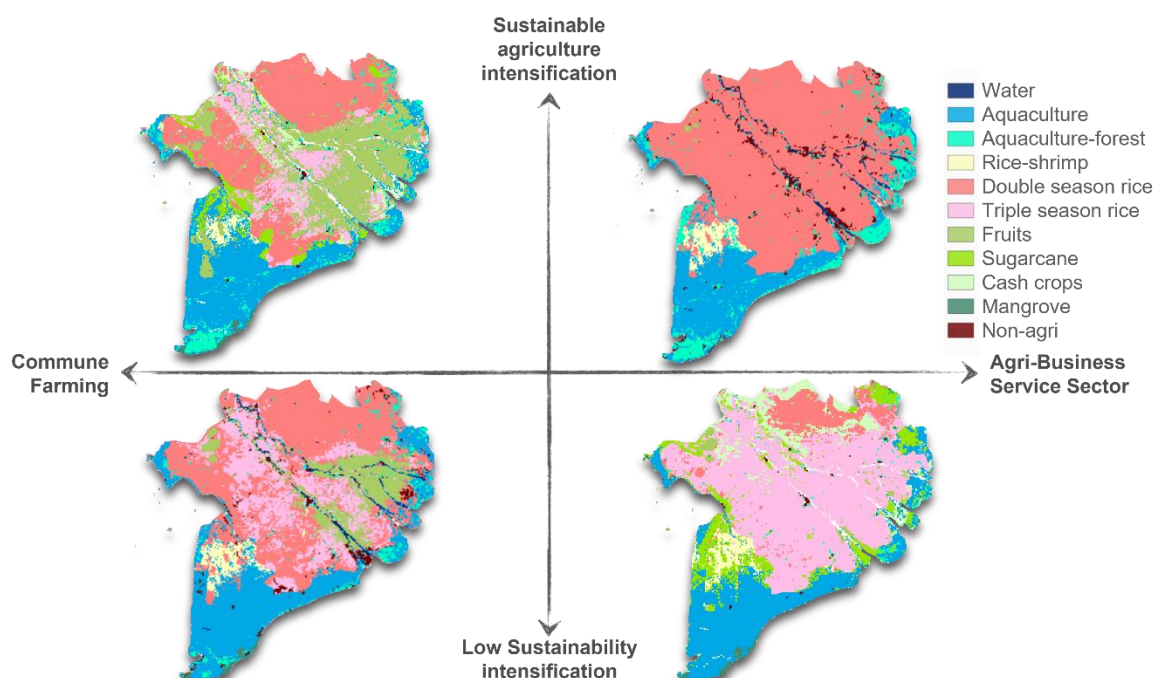 Sustainable
agriculture
intensification
Water
Aquaculture
Aquaculture-forest
Rice-shrimp
Double season rice
Triple season rice
Fruits
Sugarcane
Cash crops
Mangrove
Non-agri
Commune
Farming
Agri-Business
Service Sector
Low Sustainability
intensification